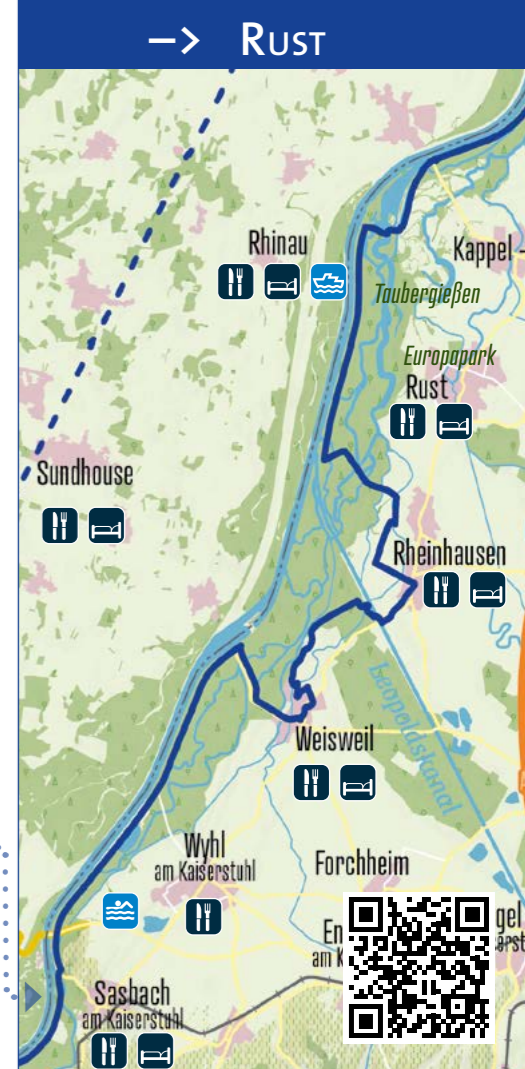 –> RUST
Rhinau
Kappel -
Taubergießen
Europapark
Rust
Sundhouse
Rheinhausen
Leopoldskanal
Weisweil
Wyhl
am Kaiserstuhl
Forchheim
En
gel
am K
erst
Sasbach
am Kaiserstuhl